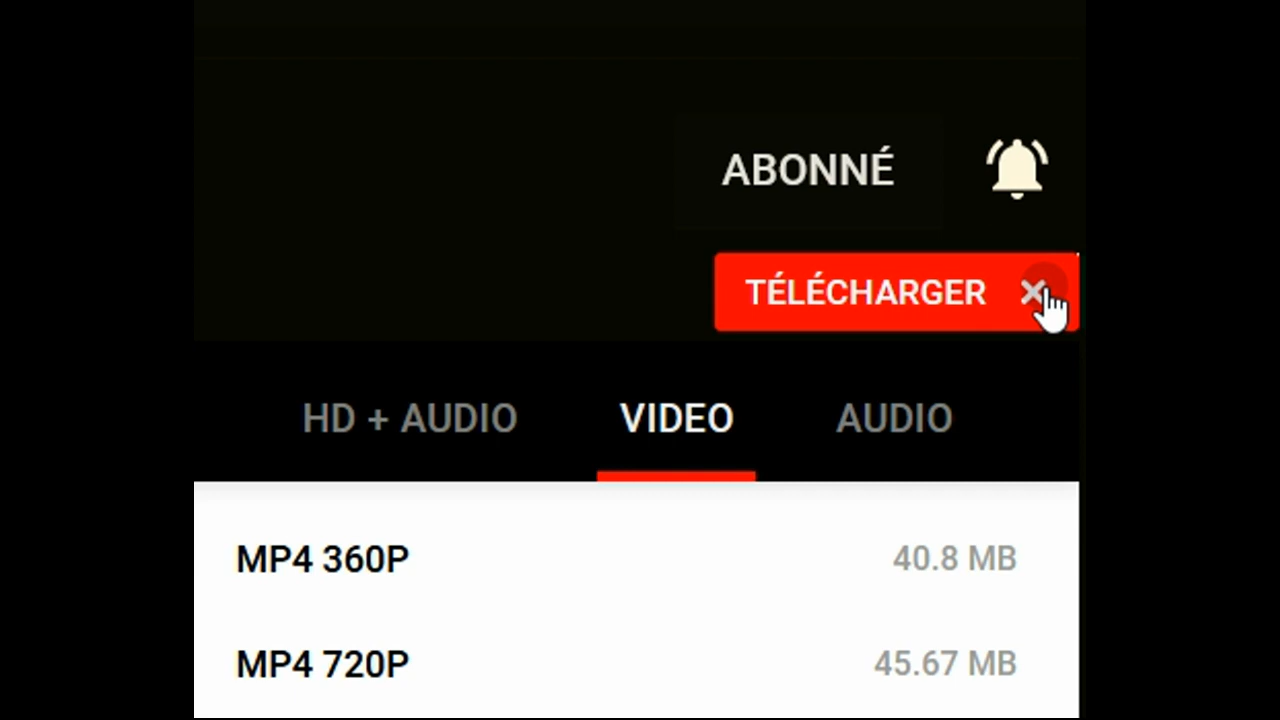 ABONNÉ
TÉLÉCHARGER
HD + AUDIO VIDEO AUDIO
MP4 360P 40.8 MB
MP4 720P 45.67 MB